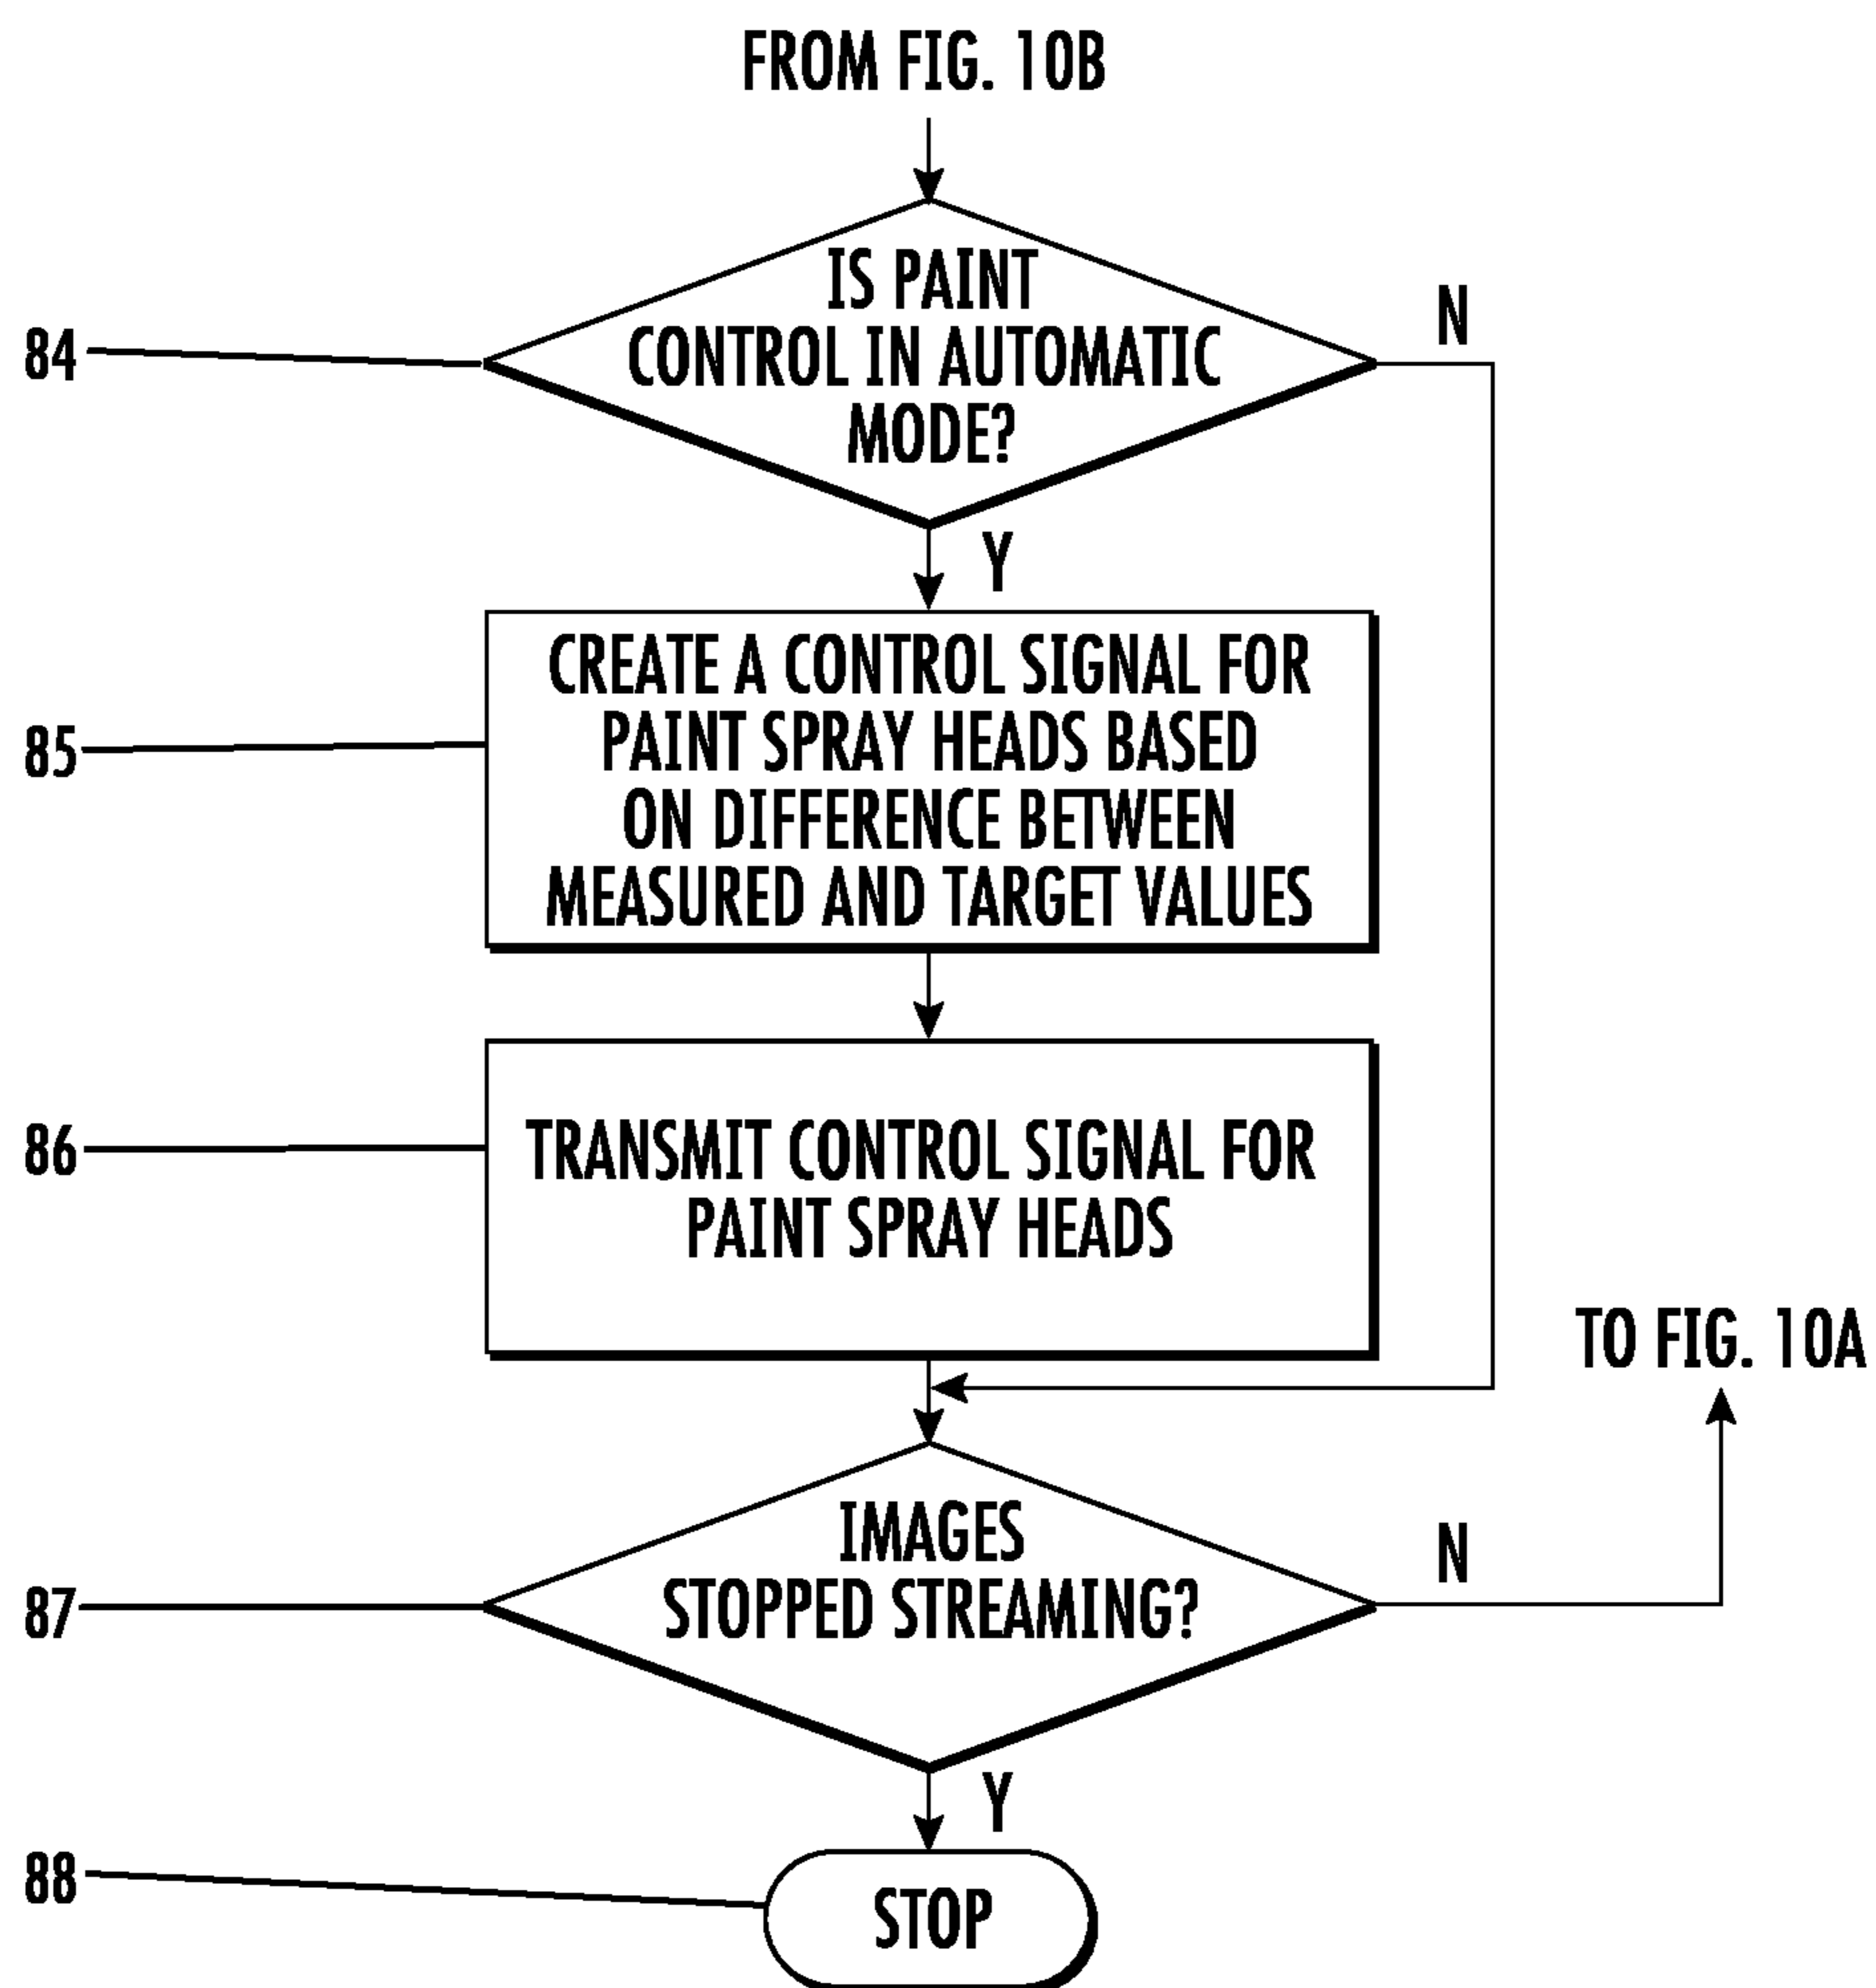 FROM FIG. 10B
IS PAINT
CONTROL IN AUTOMATIC
MODE?
N
84
Y
CREATE A CONTROL SIGNAL FOR
PAINT SPRAY HEADS BASED
ON DIFFERENCE BETWEEN
MEASURED AND TARGET VALUES
85
TRANSMIT CONTROL SIGNAL FOR
PAINT SPRAY HEADS
86
TO FIG. 10A
IMAGES
STOPPED STREAMING?
N
87
Y
STOP
88